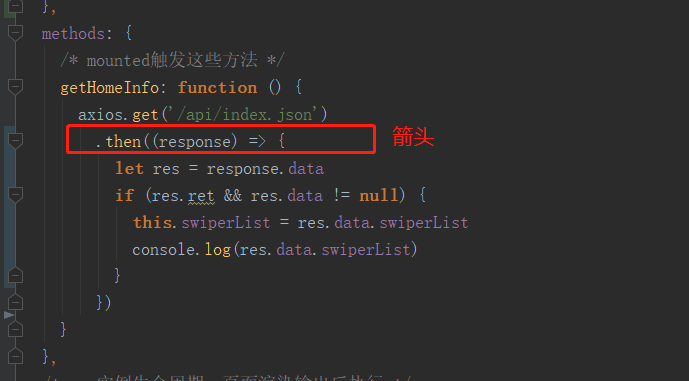 },
methods: {
/* mounted触发这些方法 */
getHomeInfo: function () {
axios.get('/api/index.json')
.then((response) => {
箭头
let res = response.data
if (res.ret && res.data != null) {
this.swiperList = res.data.swiperList
console.log(res.data.swiperList)
}
})
}
},